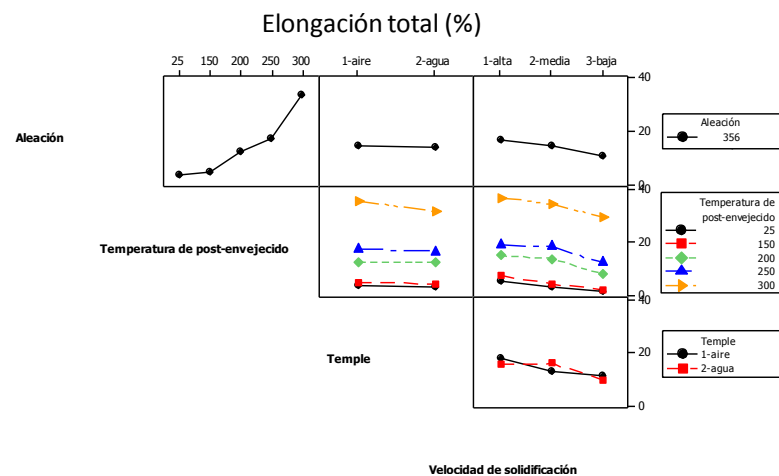 Elongación total (%)
25 150 200 250 300
1-aire 2-agua
1-alta 2-media 3-baja
40
20
0
Aleación
Aleación
356
40
20
0
Temperatura de post-envejecido
Temperatura de
post-envejecido
25
150
200
250
300
40
20
0
Temple
Temple
1-aire
2-agua
Velocidad de solidificación